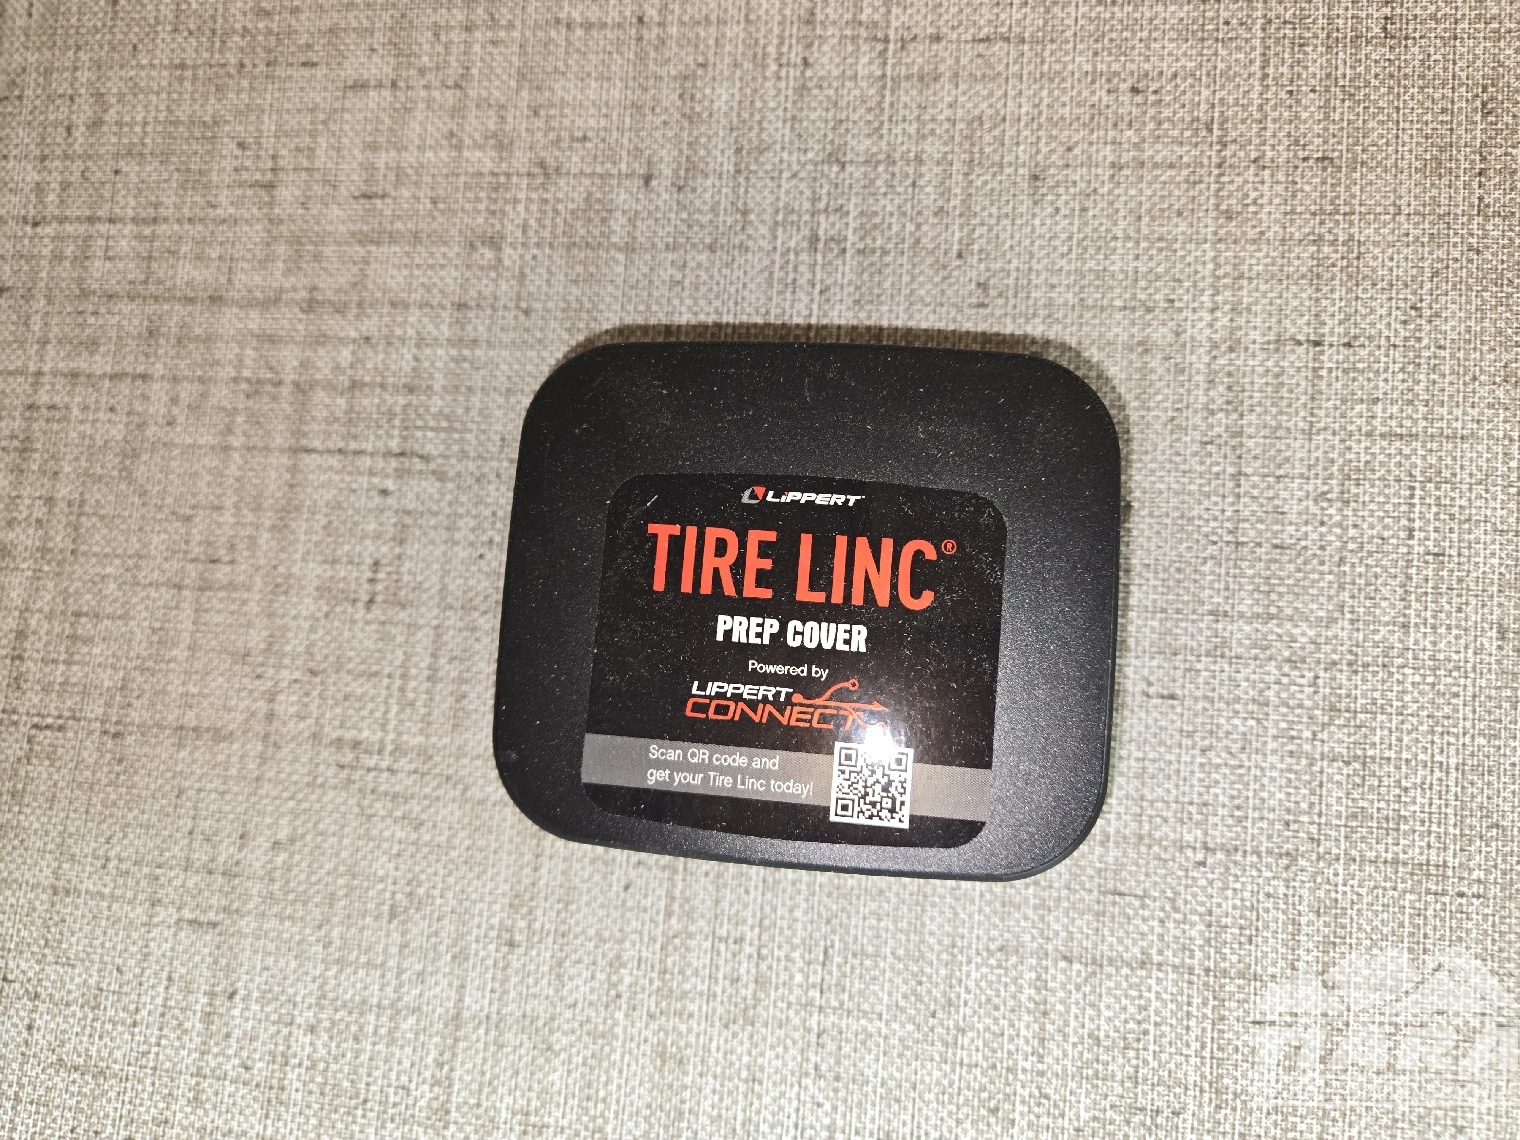 LiPPERT
TIRE LINC®
PREP COVER
Powered by
LiPPERT
CONNECT
Scan QR code and
get your Tire Linc today!